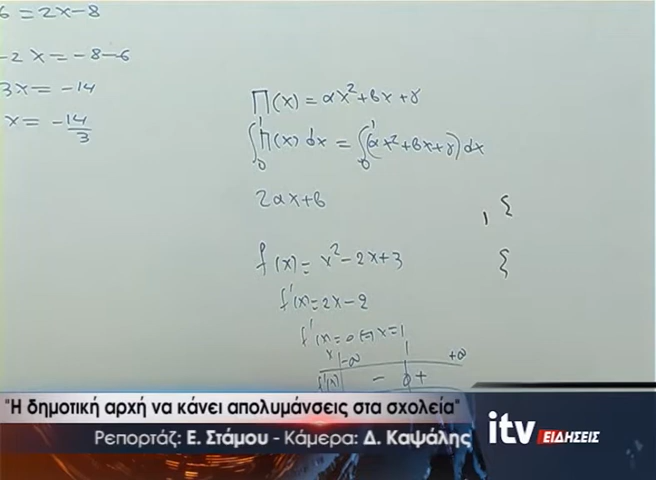 6 = 2x - 8
-2x = -8 - 6
3x = -14
x = -14/3
Π(x) = αx² + βx + γ
∫₀¹ Π(x) dx = ∫₀¹ (αx² + βx + γ) dx
2αx + β
f(x) = x² - 2x + 3
f'(x) = 2x - 2
f'(x) = 0 ⇔ x = 1
x -∞ 1 +∞
f'(x) - 0 +
"Η δημοτική αρχή να κάνει απολυμάνσεις στα σχολεία"
Ρεπορτάζ: Ε. Στάμου - Κάμερα: Δ. Καψάλης
itv ΕΙΔΗΣΕΙΣ